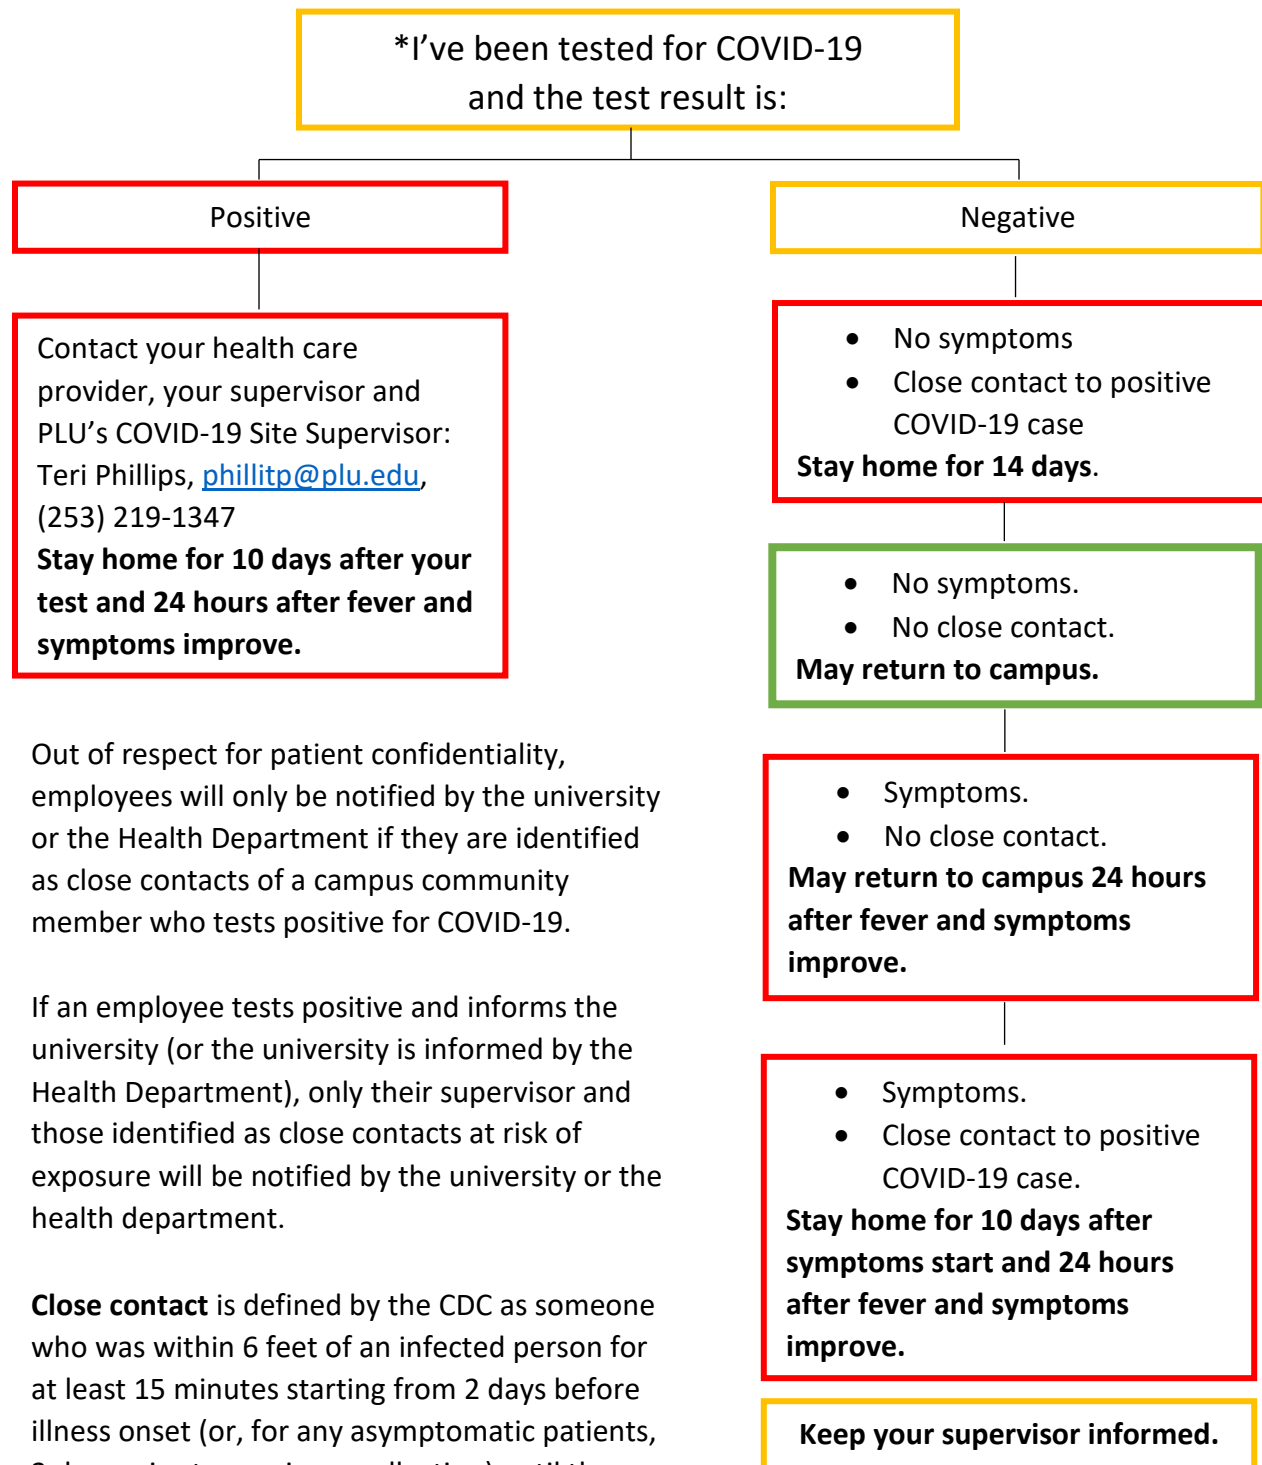 *I've been tested for COVID-19
and the test result is:
Positive
Negative
Contact your health care
provider, your supervisor and
PLU's COVID-19 Site Supervisor:
Teri Phillips, phillitp@plu.edu,
(253) 219-1347
Stay home for 10 days after your
test and 24 hours after fever and
symptoms improve.
• No symptoms
• Close contact to positive
COVID-19 case
Stay home for 14 days.
• No symptoms.
• No close contact.
May return to campus.
• Symptoms.
• No close contact.
May return to campus 24 hours
after fever and symptoms
improve.
• Symptoms.
• Close contact to positive
COVID-19 case.
Stay home for 10 days after
symptoms start and 24 hours
after fever and symptoms
improve.
Keep your supervisor informed.
Out of respect for patient confidentiality,
employees will only be notified by the university
or the Health Department if they are identified
as close contacts of a campus community
member who tests positive for COVID-19.
If an employee tests positive and informs the
university (or the university is informed by the
Health Department), only their supervisor and
those identified as close contacts at risk of
exposure will be notified by the university or the
health department.
Close contact is defined by the CDC as someone
who was within 6 feet of an infected person for
at least 15 minutes starting from 2 days before
illness onset (or, for any asymptomatic patients,